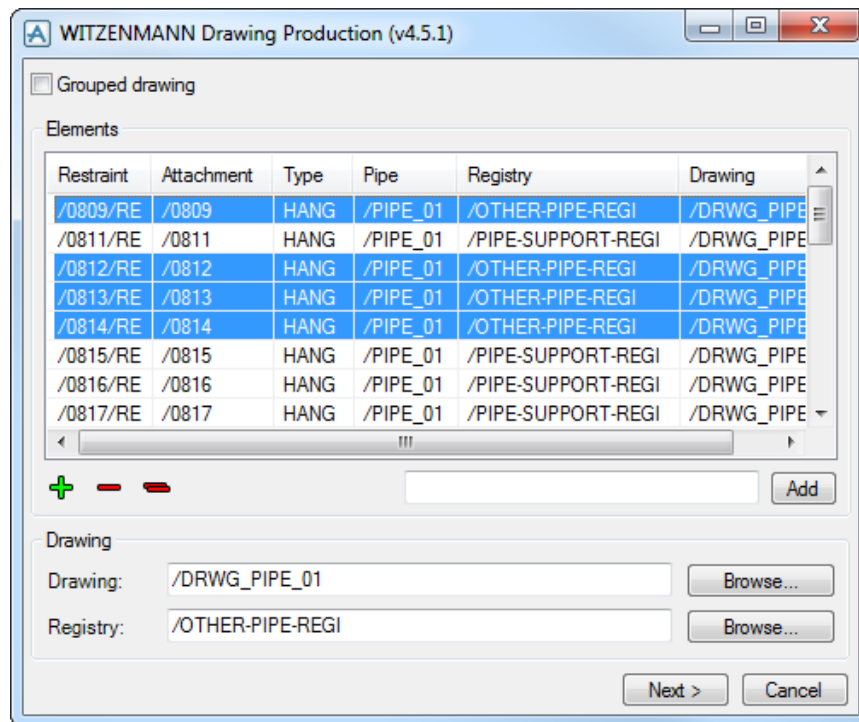 WITZENMANN Drawing Production (v4.5.1)
Grouped drawing
Elements
Restraint Attachment Type Pipe Registry Drawing
/0809/RE /0809 HANG /PIPE_01 /OTHER-PIPE-REGI /DRWG_PIPE
/0811/RE /0811 HANG /PIPE_01 /PIPE-SUPPORT-REGI /DRWG_PIPE
/0812/RE /0812 HANG /PIPE_01 /OTHER-PIPE-REGI /DRWG_PIPE
/0813/RE /0813 HANG /PIPE_01 /OTHER-PIPE-REGI /DRWG_PIPE
/0814/RE /0814 HANG /PIPE_01 /OTHER-PIPE-REGI /DRWG_PIPE
/0815/RE /0815 HANG /PIPE_01 /PIPE-SUPPORT-REGI /DRWG_PIPE
/0816/RE /0816 HANG /PIPE_01 /PIPE-SUPPORT-REGI /DRWG_PIPE
/0817/RE /0817 HANG /PIPE_01 /PIPE-SUPPORT-REGI /DRWG_PIPE
Add
Drawing
Drawing: /DRWG_PIPE_01 Browse...
Registry: /OTHER-PIPE-REGI Browse...
Next > Cancel